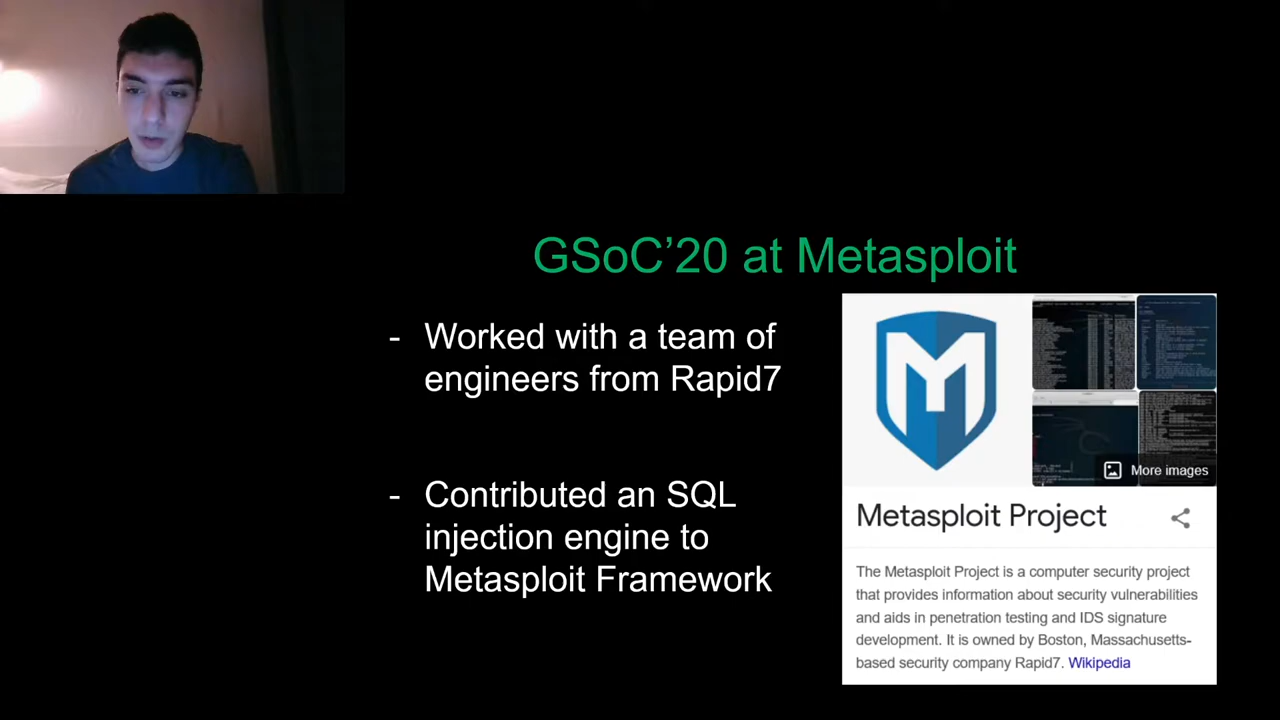 GSoC’20 at Metasploit
- Worked with a team of
engineers from Rapid7
- Contributed an SQL
injection engine to
Metasploit Framework
More images
Metasploit Project
The Metasploit Project is a computer security project
that provides information about security vulnerabilities
and aids in penetration testing and IDS signature
development. It is owned by Boston, Massachusetts-
based security company Rapid7. Wikipedia